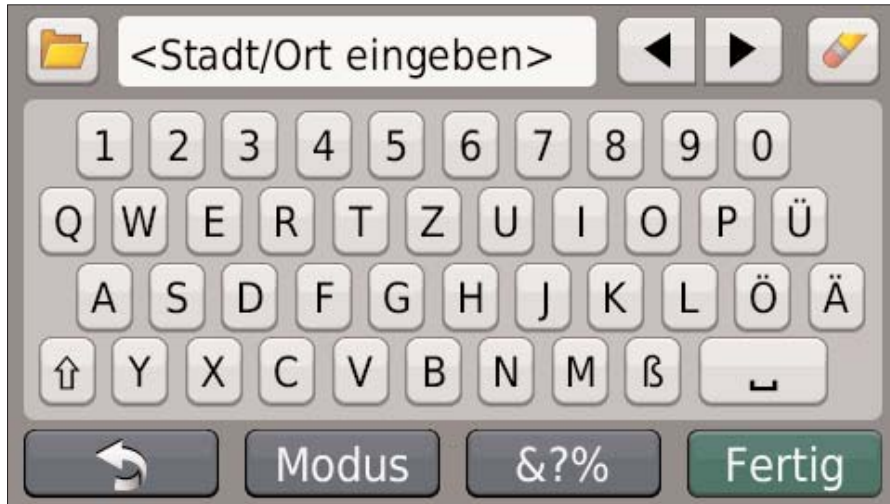 <Stadt/Ort eingeben>
1 2 3 4 5 6 7 8 9 0
Q W E R T Z U I O P Ü
A S D F G H J K L Ö Ä
Y X C V B N M ß
Modus &?% Fertig